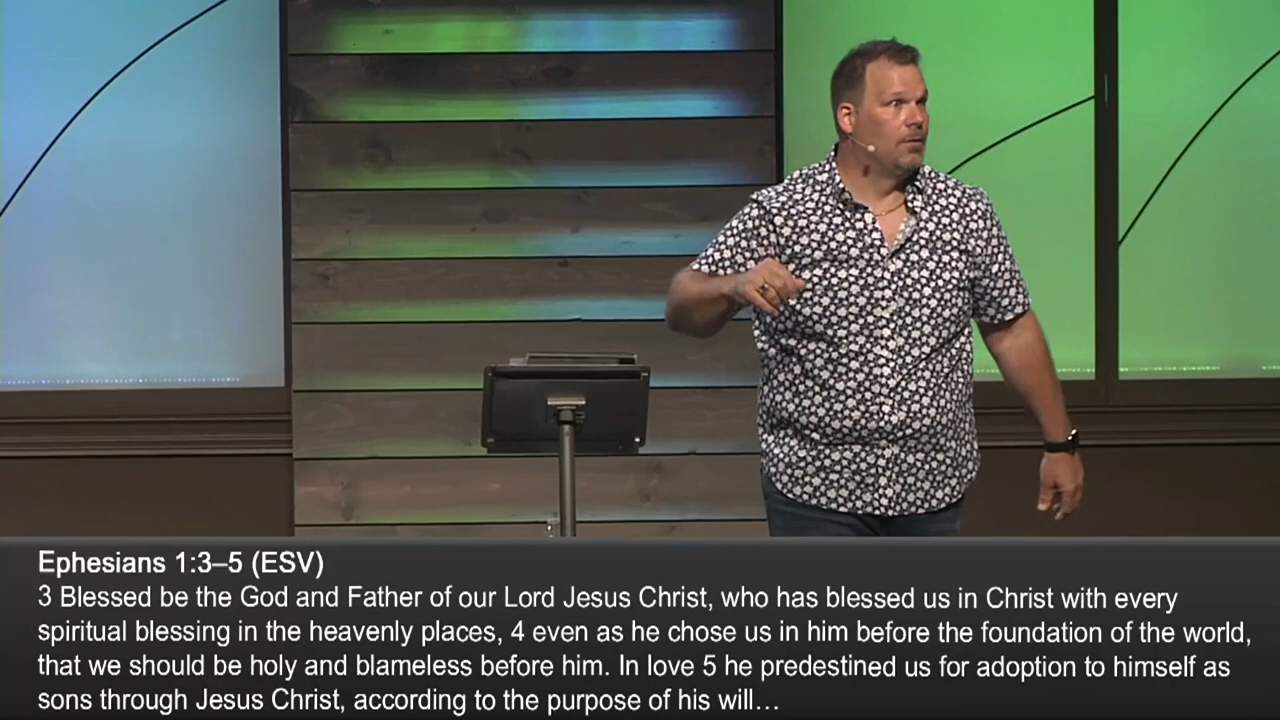 Ephesians 1:3–5 (ESV)
3 Blessed be the God and Father of our Lord Jesus Christ, who has blessed us in Christ with every
spiritual blessing in the heavenly places, 4 even as he chose us in him before the foundation of the world,
that we should be holy and blameless before him. In love 5 he predestined us for adoption to himself as
sons through Jesus Christ, according to the purpose of his will…